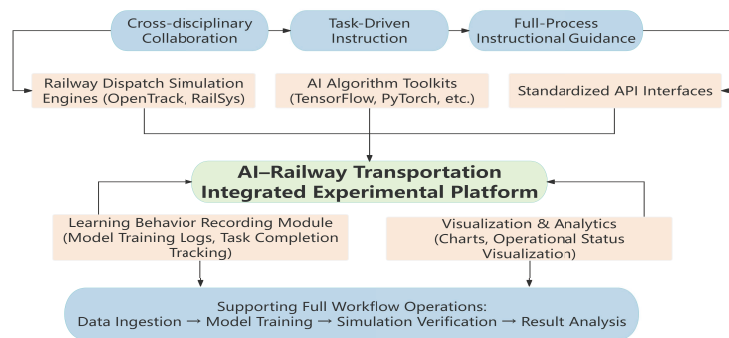 Cross-disciplinary
Collaboration
Task-Driven
Instruction
Full-Process
Instructional Guidance
Railway Dispatch Simulation
Engines (OpenTrack, RailSys)
AI Algorithm Toolkits
(TensorFlow, PyTorch, etc.)
Standardized API Interfaces
AI–Railway Transportation
Integrated Experimental Platform
Learning Behavior Recording Module
(Model Training Logs, Task Completion
Tracking)
Visualization & Analytics
(Charts, Operational Status
Visualization)
Supporting Full Workflow Operations:
Data Ingestion → Model Training → Simulation Verification → Result Analysis